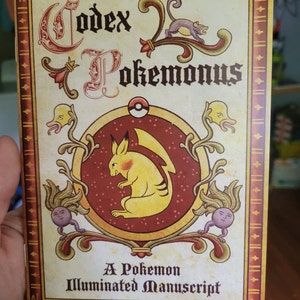 Codex
Pokemonus
A Pokemon
Illuminated Manuscript